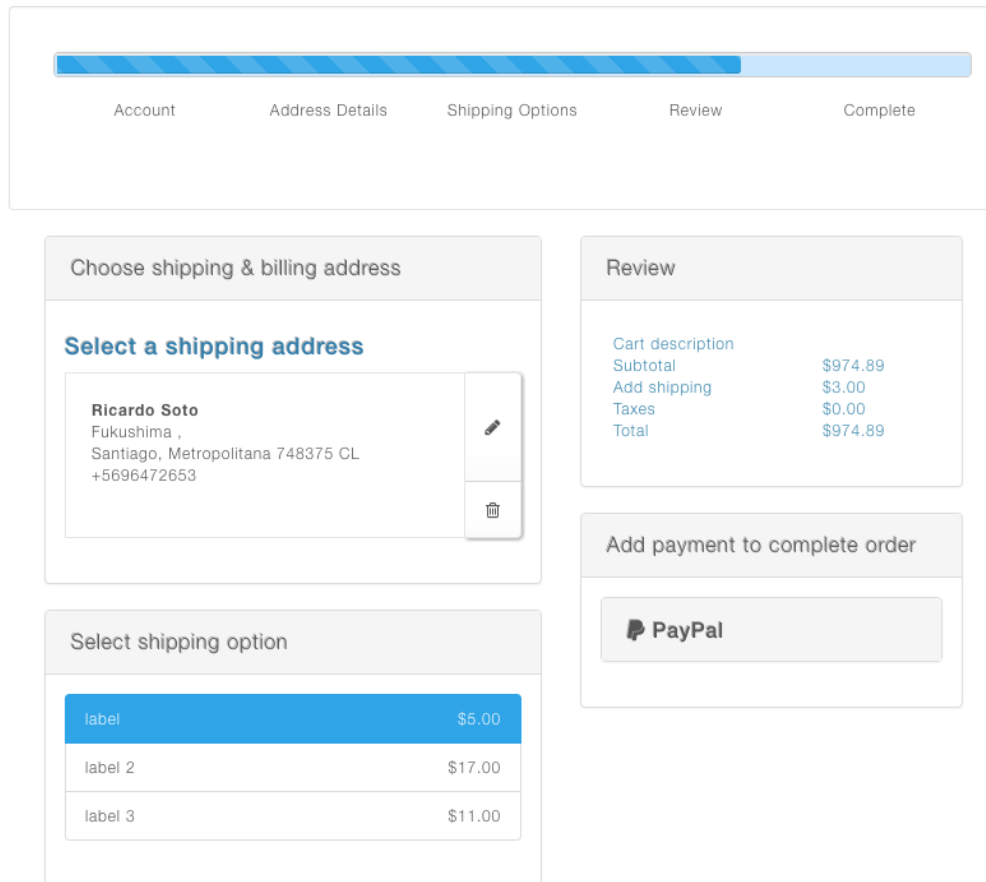 Account Address Details Shipping Options Review Complete
Choose shipping & billing address
Select a shipping address
Ricardo Soto
Fukushima ,
Santiago, Metropolitana 748375 CL
+5696472653
Select shipping option
label $5.00
label 2 $17.00
label 3 $11.00
Review
Cart description
Subtotal $974.89
Add shipping $3.00
Taxes $0.00
Total $974.89
Add payment to complete order
PayPal